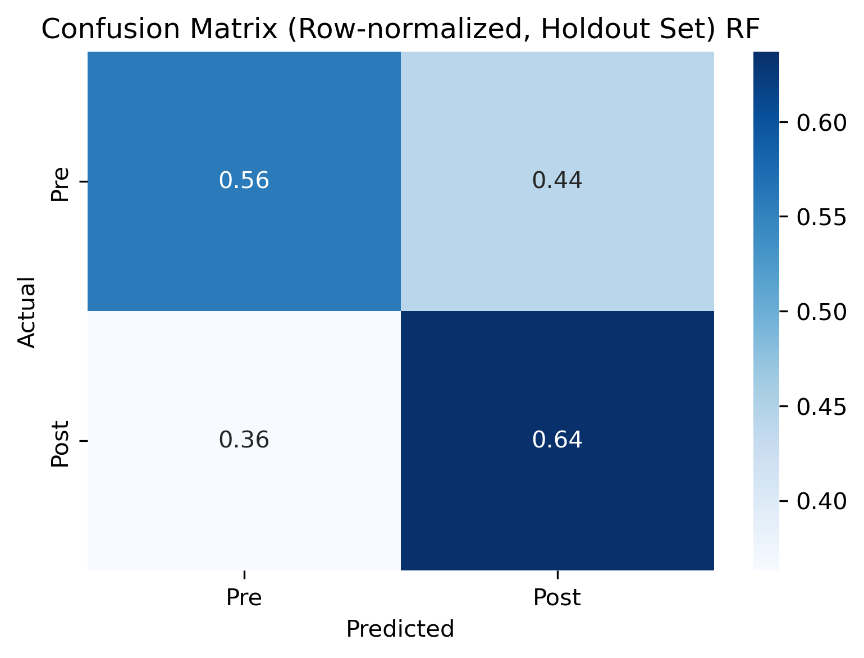 Confusion Matrix (Row-normalized, Holdout Set) RF
Actual
Pre
0.56
0.44
Post
0.36
0.64
Pre
Post
Predicted
0.60
0.55
0.50
0.45
0.40